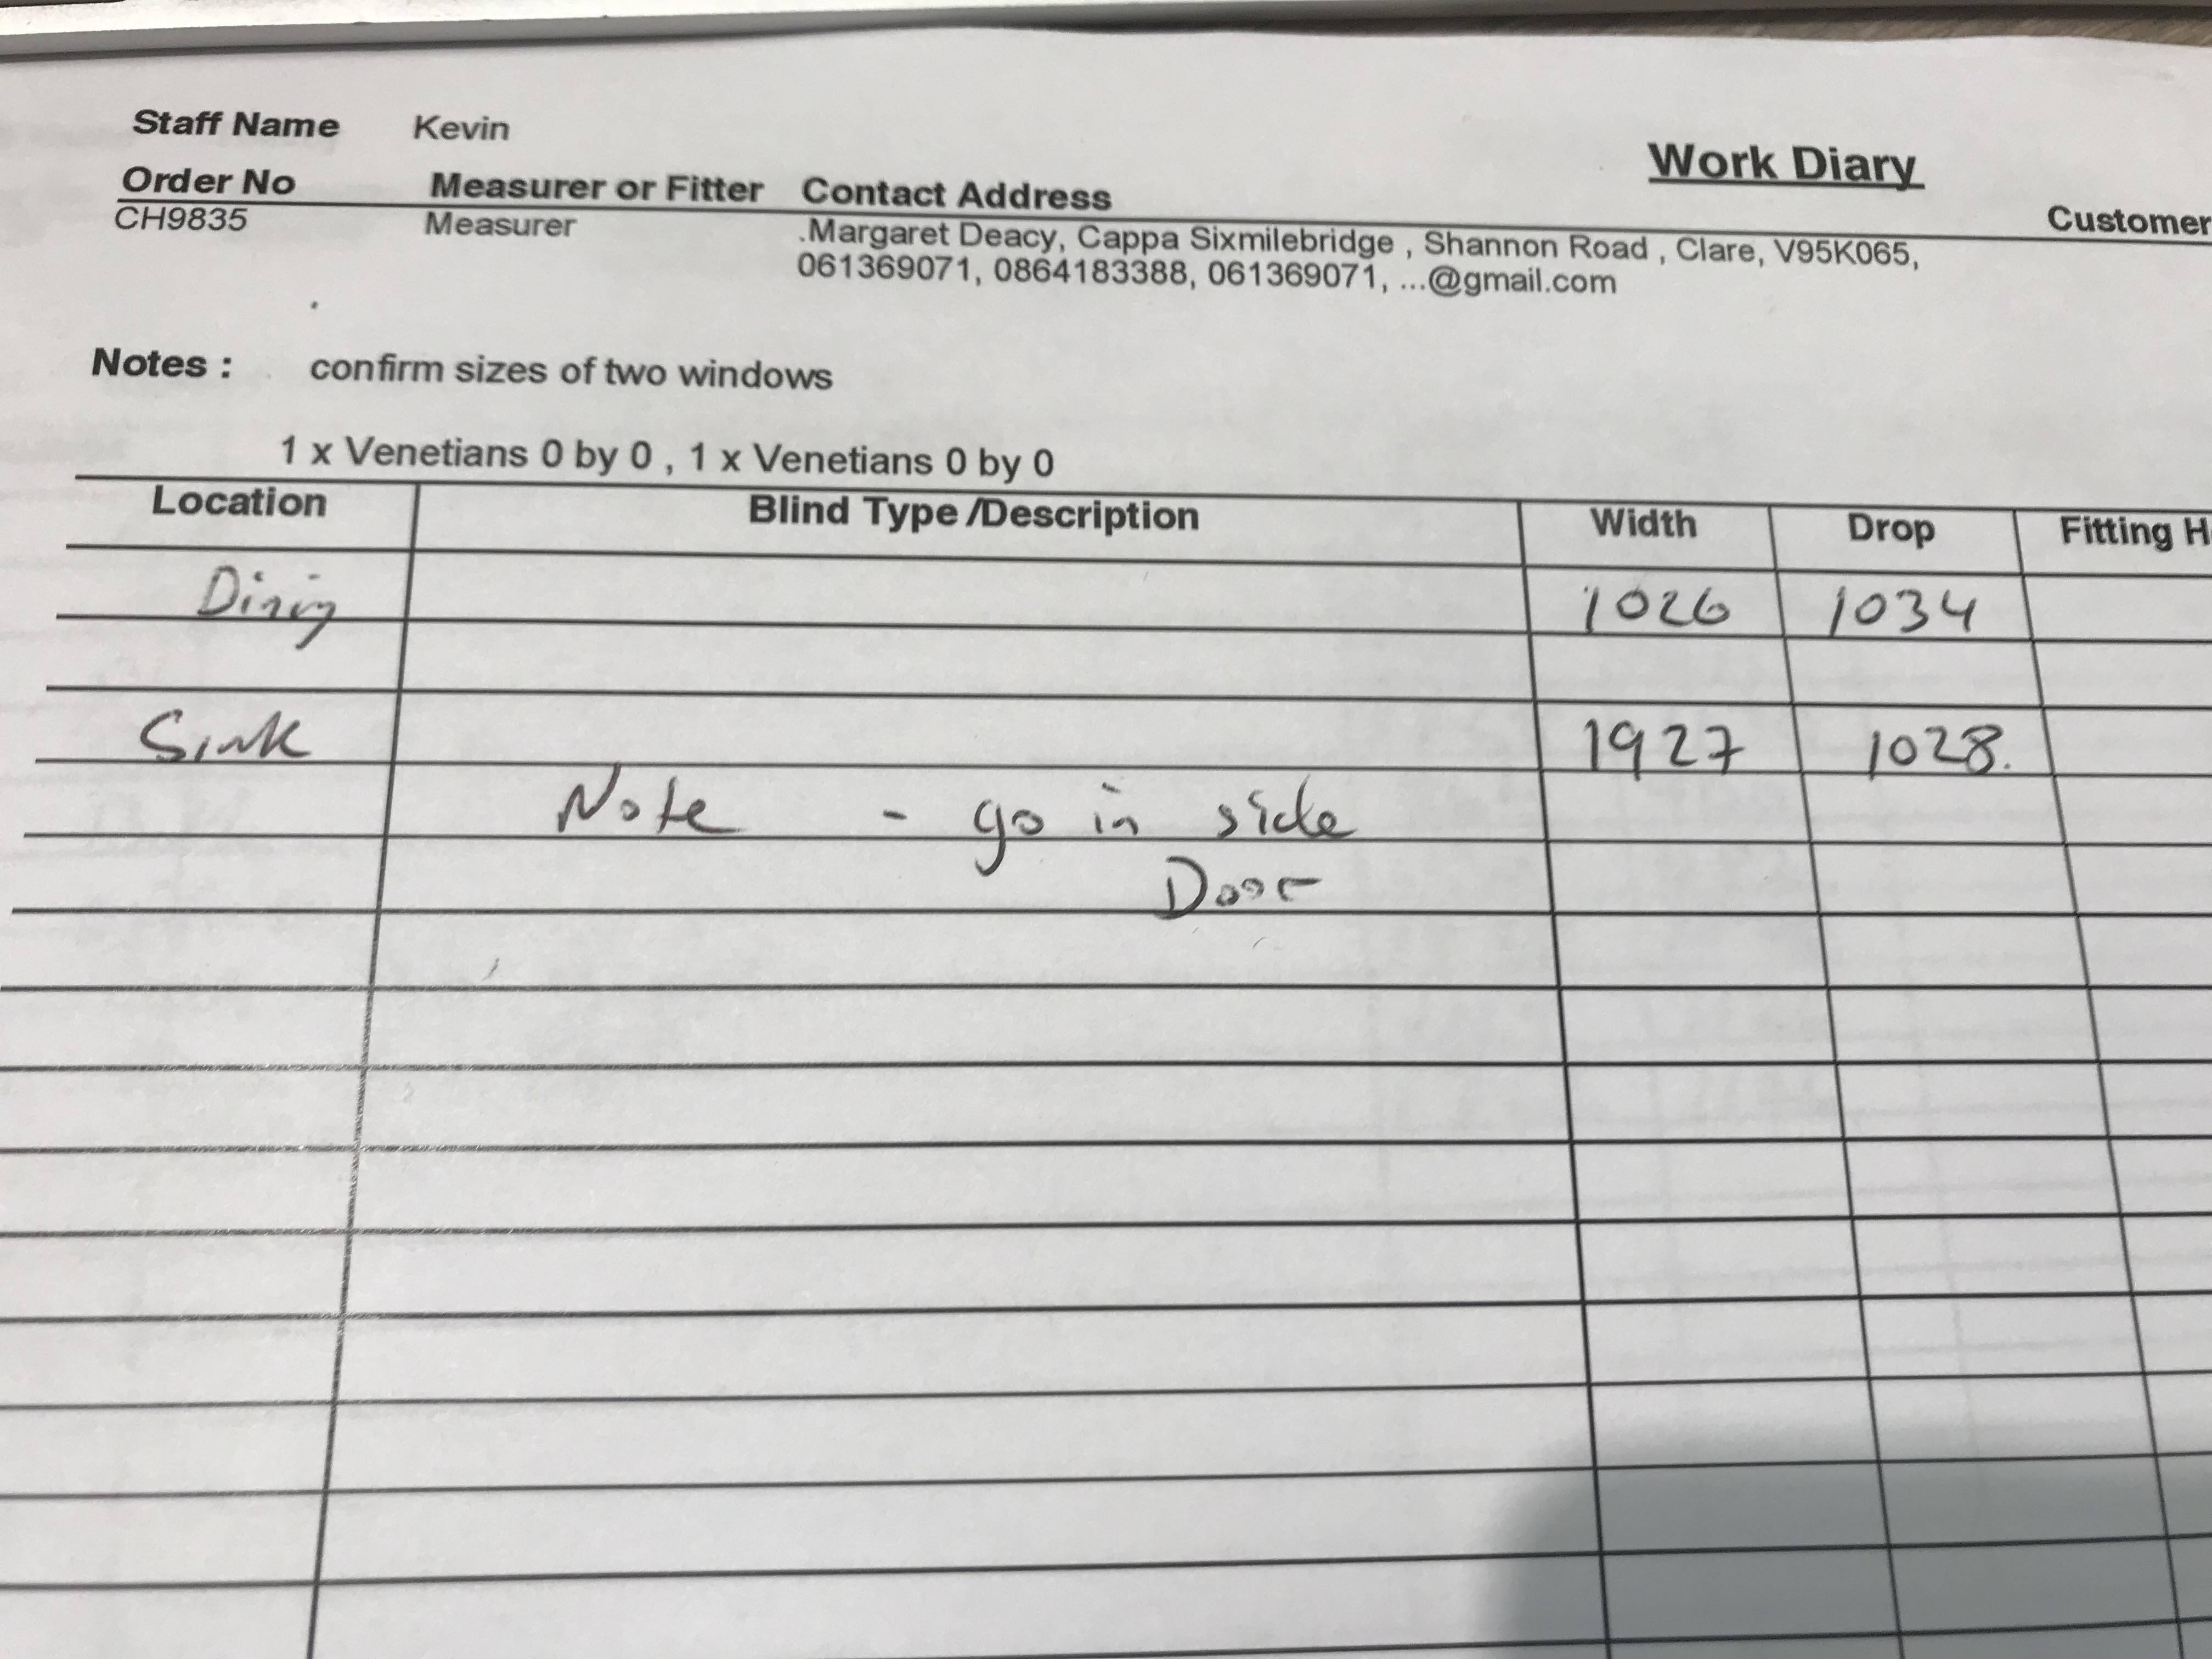 Staff Name Kevin
Work Diary
Order No Measurer or Fitter Contact Address Customer
CH9835 Measurer .Margaret Deacy, Cappa Sixmilebridge , Shannon Road , Clare, V95K065,
061369071, 0864183388, 061369071, ...@gmail.com
Notes : confirm sizes of two windows
1 x Venetians 0 by 0 , 1 x Venetians 0 by 0
Location Blind Type /Description Width Drop Fitting H
Dining 1026 1034
Sink 1927 1028.
Note - go in side
Door